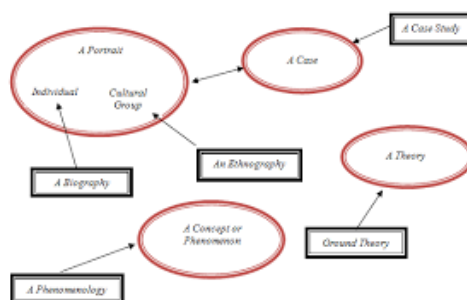 A Case Study
A Portrait
A Case
Individual
Cultural
Group
A Theory
An Ethnography
A Biography
A Concept or
Phenomenon
Ground Theory
A Phenomenology